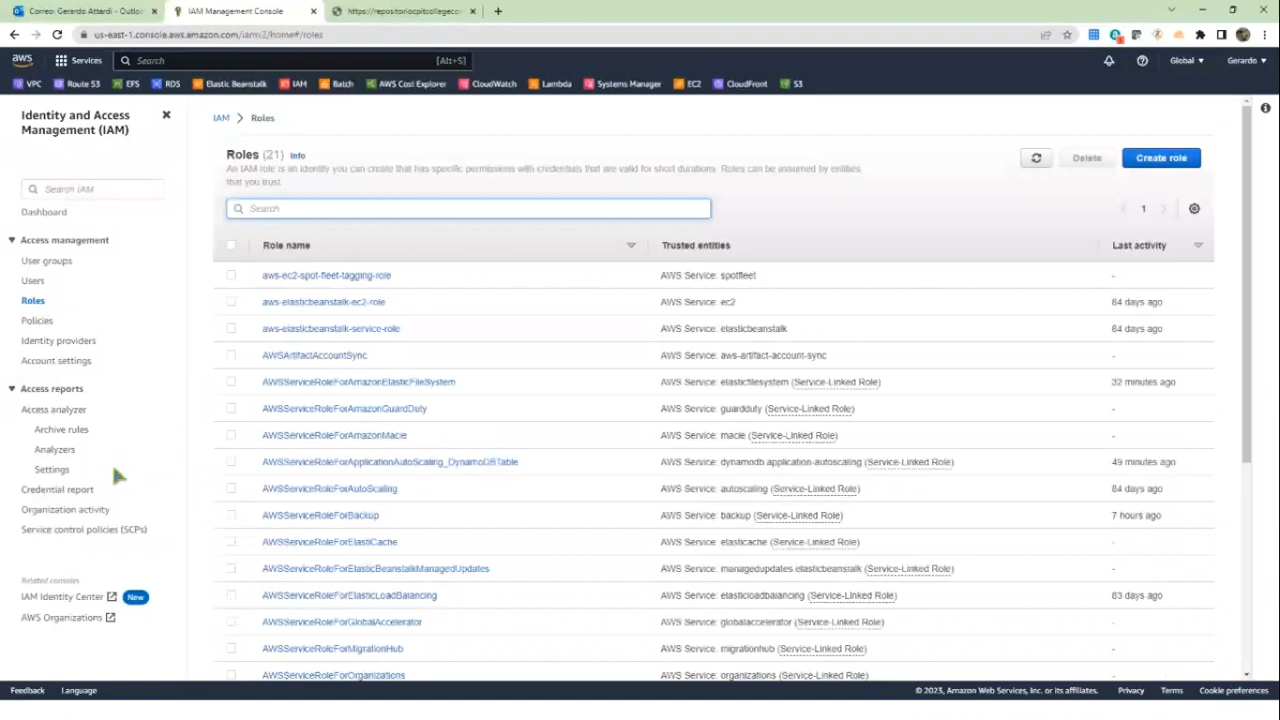 Correo: Gerardo Attardi - Outlo
IAM Management Console
https://repositoriocpitcollegeco
us-east-1.console.aws.amazon.com/iamv2/home#/roles
aws
Services
Search
[Alt+S]
Global
Gerardo
VPC
Route 53
EFS
RDS
Elastic Beanstalk
IAM
Batch
AWS Cost Explorer
CloudWatch
Lambda
Systems Manager
EC2
CloudFront
S3
Identity and Access
Management (IAM)
Search IAM
Dashboard
Access management
User groups
Users
Roles
Policies
Identity providers
Account settings
Access reports
Access analyzer
Archive rules
Analyzers
Settings
Credential report
Organization activity
Service control policies (SCPs)
Related consoles
IAM Identity Center
New
AWS Organizations
IAM > Roles
Roles (21) Info
An IAM role is an identity you can create that has specific permissions with credentials that are valid for short durations. Roles can be assumed by entities
that you trust.
Delete
Create role
Search
1
Role name Trusted entities Last activity
aws-ec2-spot-fleet-tagging-role AWS Service: spotfleet -
aws-elasticbeanstalk-ec2-role AWS Service: ec2 84 days ago
aws-elasticbeanstalk-service-role AWS Service: elasticbeanstalk 84 days ago
AWSArtifactAccountSync AWS Service: aws-artifact-account-sync -
AWSServiceRoleForAmazonElasticFileSystem AWS Service: elasticfilesystem (Service-Linked Role) 32 minutes ago
AWSServiceRoleForAmazonGuardDuty AWS Service: guardduty (Service-Linked Role) -
AWSServiceRoleForAmazonMacie AWS Service: macie (Service-Linked Role) -
AWSServiceRoleForApplicationAutoScaling_DynamoDBTable AWS Service: dynamodb.application-autoscaling (Service-Linked Role) 49 minutes ago
AWSServiceRoleForAutoScaling AWS Service: autoscaling (Service-Linked Role) 84 days ago
AWSServiceRoleForBackup AWS Service: backup (Service-Linked Role) 7 hours ago
AWSServiceRoleForElastiCache AWS Service: elasticache (Service-Linked Role) -
AWSServiceRoleForElasticBeanstalkManagedUpdates AWS Service: managedupdates.elasticbeanstalk (Service-Linked Role) -
AWSServiceRoleForElasticLoadBalancing AWS Service: elasticloadbalancing (Service-Linked Role) 83 days ago
AWSServiceRoleForGlobalAccelerator AWS Service: globalaccelerator (Service-Linked Role) -
AWSServiceRoleForMigrationHub AWS Service: migrationhub (Service-Linked Role) -
AWSServiceRoleForOrganizations AWS Service: organizations (Service-Linked Role) -
Feedback
Language
© 2023, Amazon Web Services, Inc. or its affiliates.
Privacy
Terms
Cookie preferences